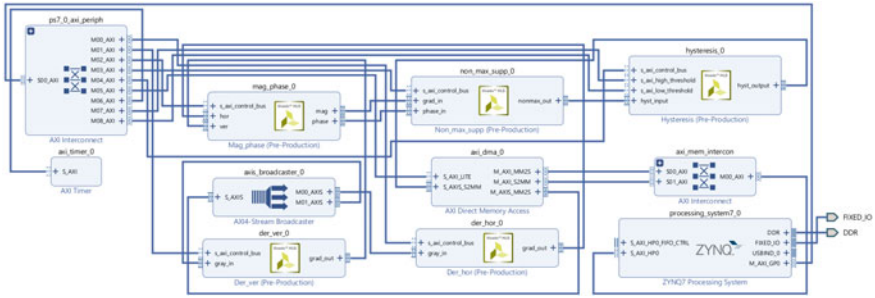 ps7_0_axi_periph
S00_AXI
M00_AXI
M01_AXI
M02_AXI
M03_AXI
M04_AXI
M05_AXI
M06_AXI
M07_AXI
M08_AXI
AXI Interconnect
axi_timer_0
S_AXI
AXI Timer
mag_phase_0
s_axi_control_bus
hor
ver
mag
phase
Mag_phase (Pre-Production)
non_max_supp_0
s_axi_control_bus
grad_in
phase_in
nonmax_out
Non_max_supp (Pre-Production)
hysteresis_0
s_axi_control_bus
s_axi_high_threshold
s_axi_low_threshold
hyst_input
hyst_output
Hysteresis (Pre-Production)
axis_broadcaster_0
S_AXIS
M00_AXIS
M01_AXIS
AXI4-Stream Broadcaster
axi_dma_0
S_AXI_LITE
S_AXIS_S2MM
M_AXI_MM2S
M_AXI_S2MM
M_AXIS_MM2S
AXI Direct Memory Access
axi_mem_intercon
S00_AXI
S01_AXI
M00_AXI
AXI Interconnect
der_ver_0
s_axi_control_bus
gray_in
grad_out
Der_ver (Pre-Production)
der_hor_0
s_axi_control_bus
gray_in
grad_out
Der_hor (Pre-Production)
processing_system7_0
S_AXI_HP0_FIFO_CTRL
S_AXI_HP0
ZYNQ
DDR
FIXED_IO
USBIND_0
M_AXI_GP0
ZYNQ7 Processing System
FIXED_IO
DDR